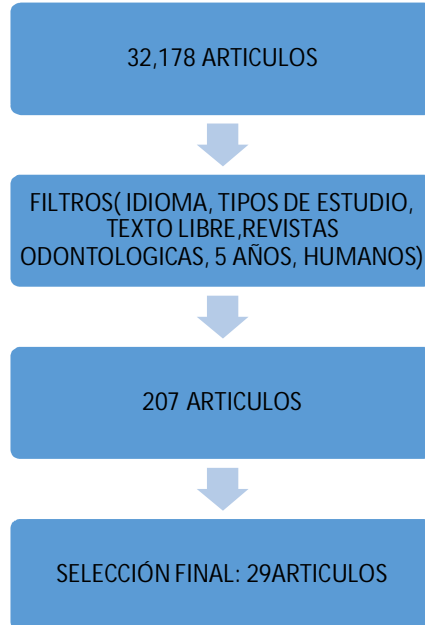 32,178 ARTICULOS
FILTROS( IDIOMA, TIPOS DE ESTUDIO,
TEXTO LIBRE,REVISTAS
ODONTOLOGICAS, 5 AÑOS, HUMANOS)
207 ARTICULOS
SELECCIÓN FINAL: 29ARTICULOS